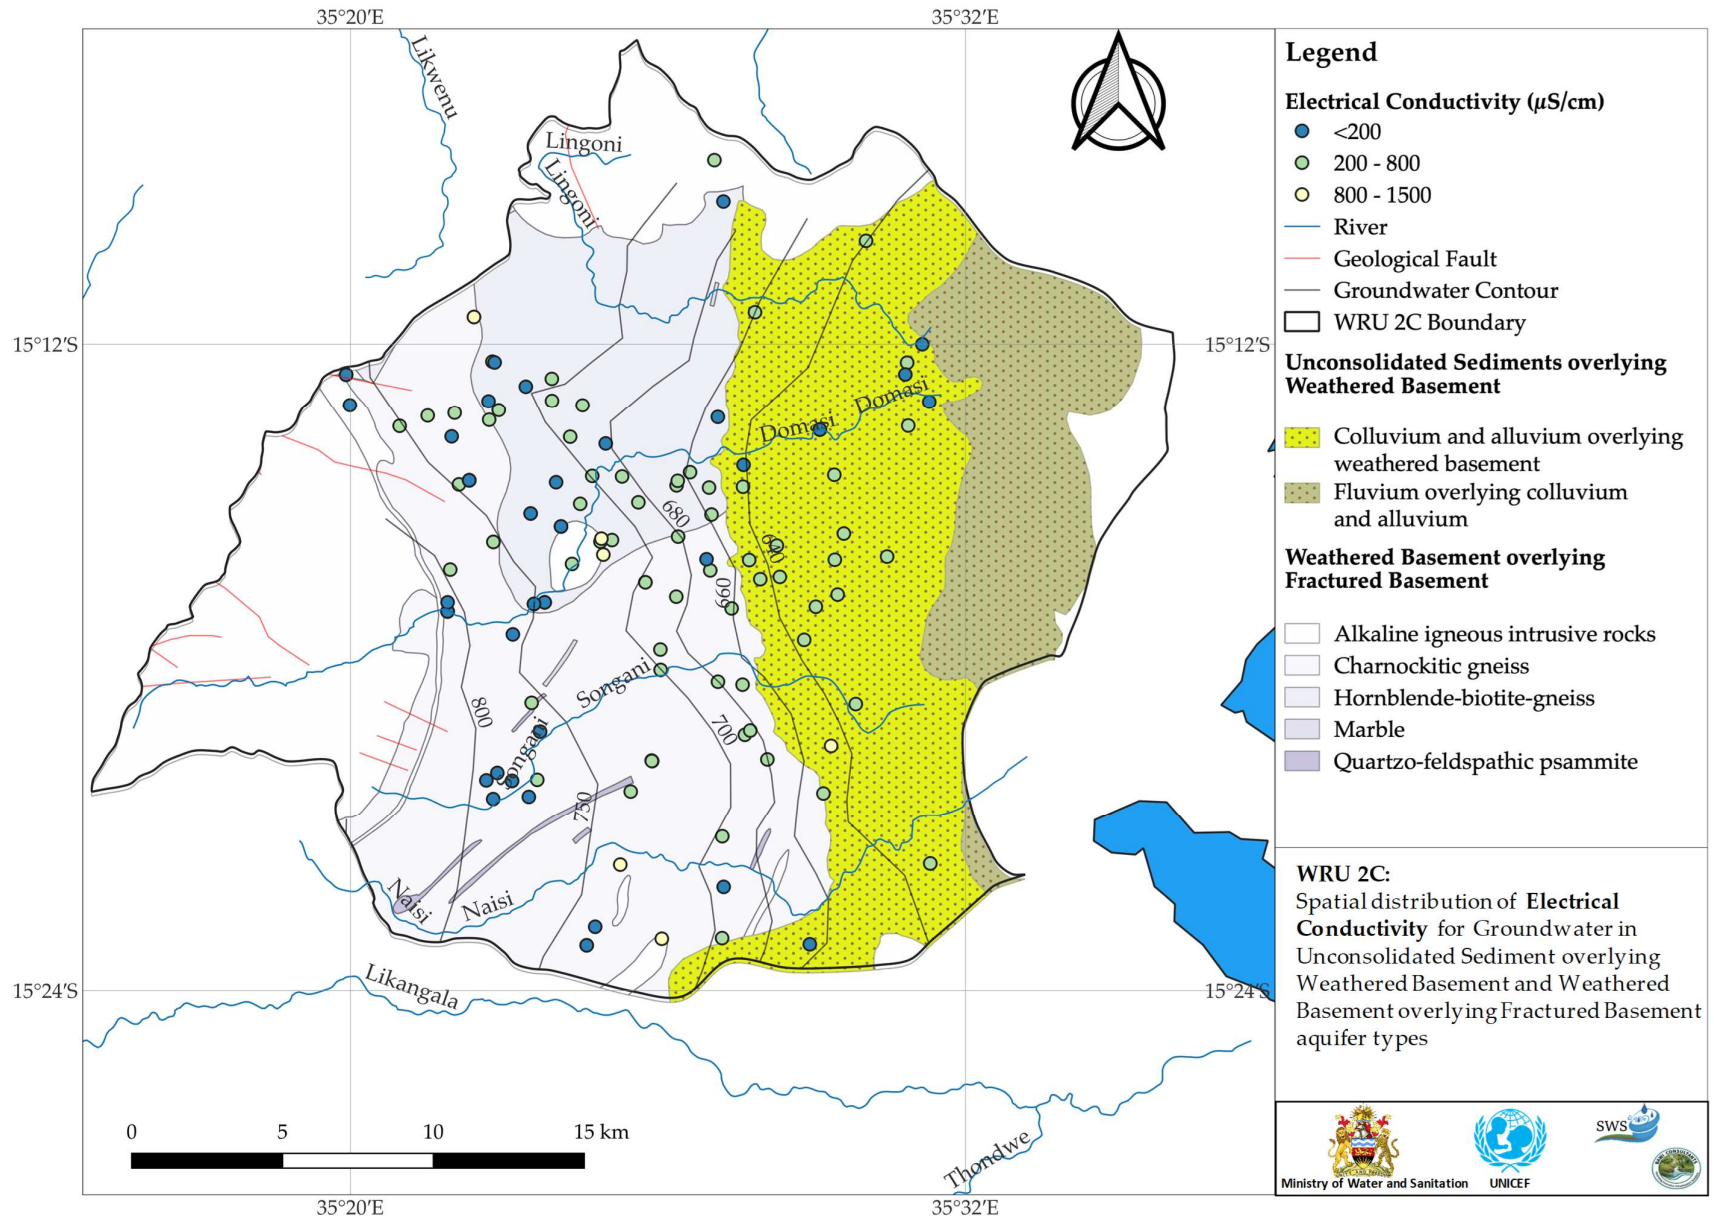 35°20′E
35°32′E
Likwenu
Lingoni
Lingoni
15°12′S
15°12′S
Domasi
Domasi
680
640
660
Songani
800
700
Songani
750
Naisi
Naisi
Likangala
15°24′S
15°24′S
Thondwe
0 5 10 15 km
35°20′E
35°32′E
Legend
Electrical Conductivity (µS/cm)
<200
200 - 800
800 - 1500
River
Geological Fault
Groundwater Contour
WRU 2C Boundary
Unconsolidated Sediments overlying
Weathered Basement
Colluvium and alluvium overlying
weathered basement
Fluvium overlying colluvium
and alluvium
Weathered Basement overlying
Fractured Basement
Alkaline igneous intrusive rocks
Charnockitic gneiss
Hornblende-biotite-gneiss
Marble
Quartzo-feldspathic psammite
WRU 2C:
Spatial distribution of Electrical
Conductivity for Groundwater in
Unconsolidated Sediment overlying
Weathered Basement and Weathered
Basement overlying Fractured Basement
aquifer types
SWS
Ministry of Water and Sanitation
UNICEF